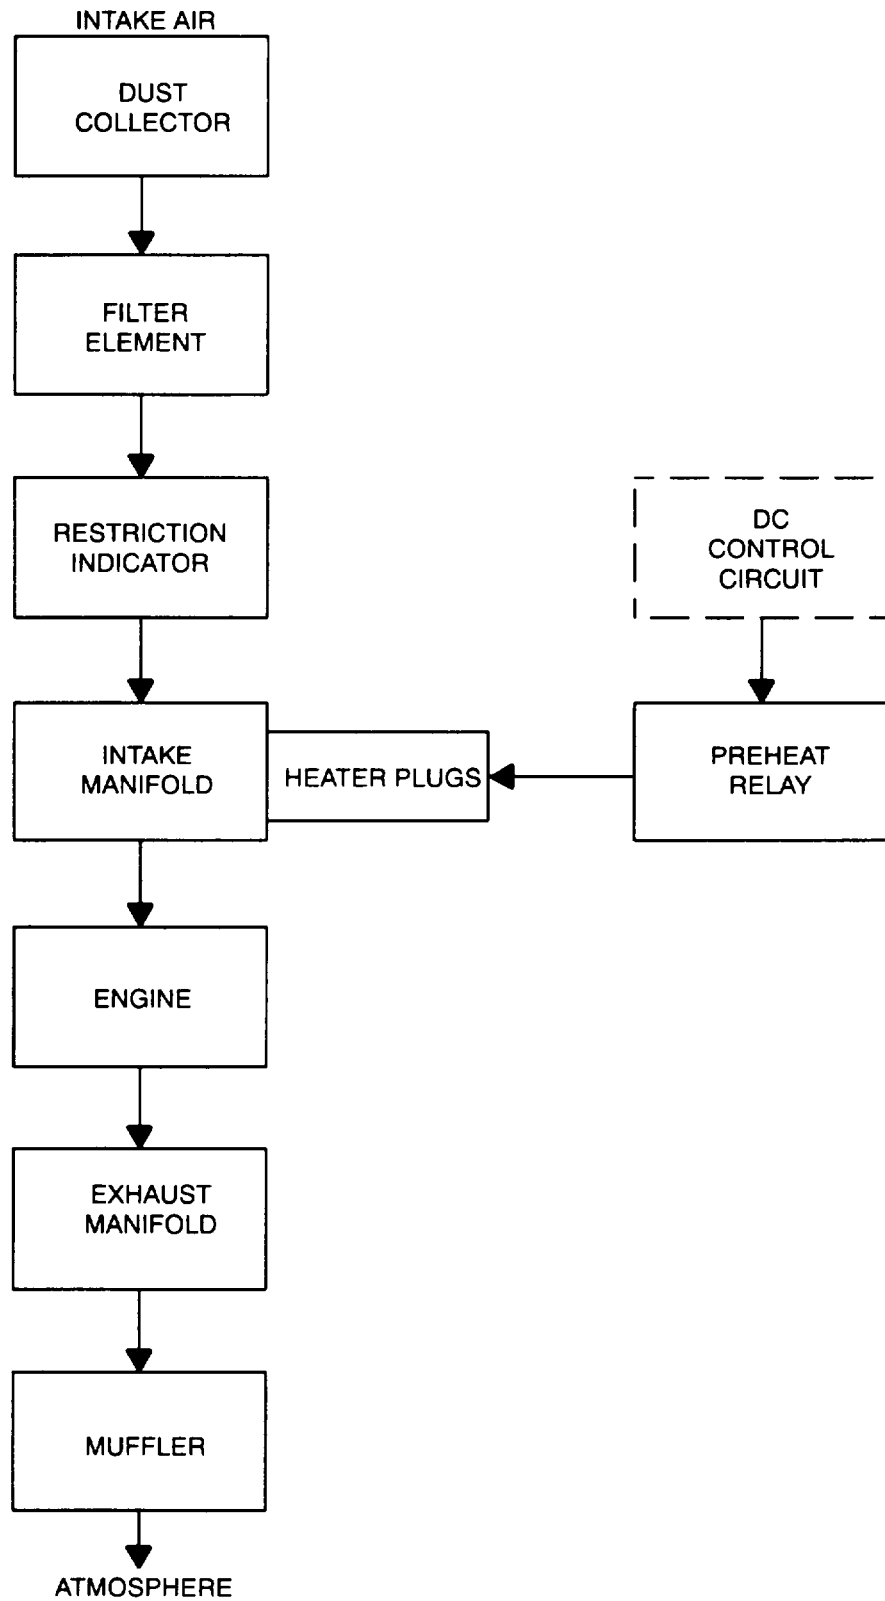 INTAKE AIR
DUST
COLLECTOR
FILTER
ELEMENT
RESTRICTION
INDICATOR
DC
CONTROL
CIRCUIT
INTAKE
MANIFOLD
HEATER PLUGS
PREHEAT
RELAY
ENGINE
EXHAUST
MANIFOLD
MUFFLER
ATMOSPHERE